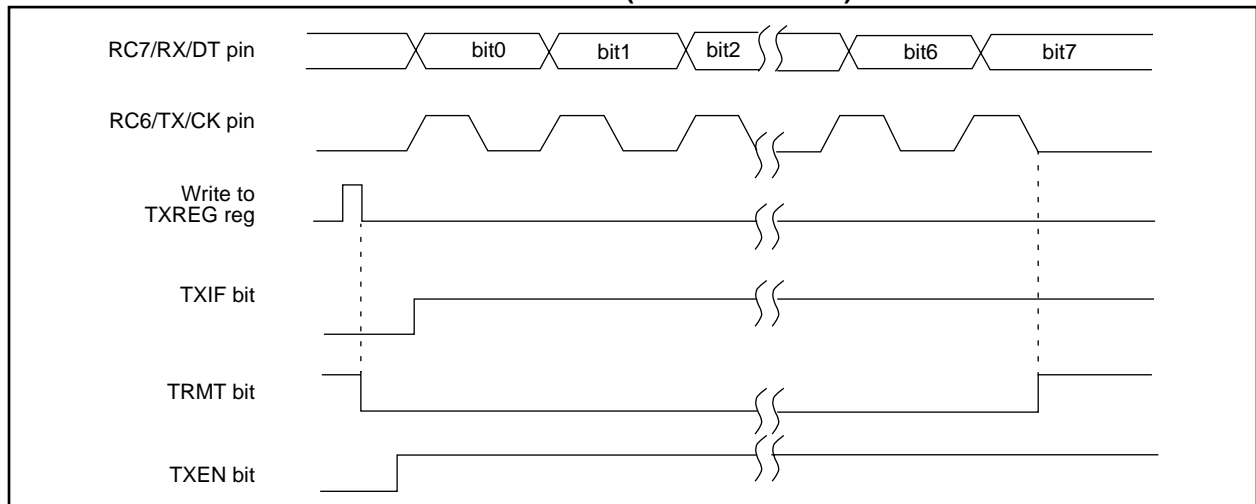 RC7/RX/DT pin
bit0
bit1
bit2
bit6
bit7
RC6/TX/CK pin
Write to
TXREG reg
TXIF bit
TRMT bit
TXEN bit